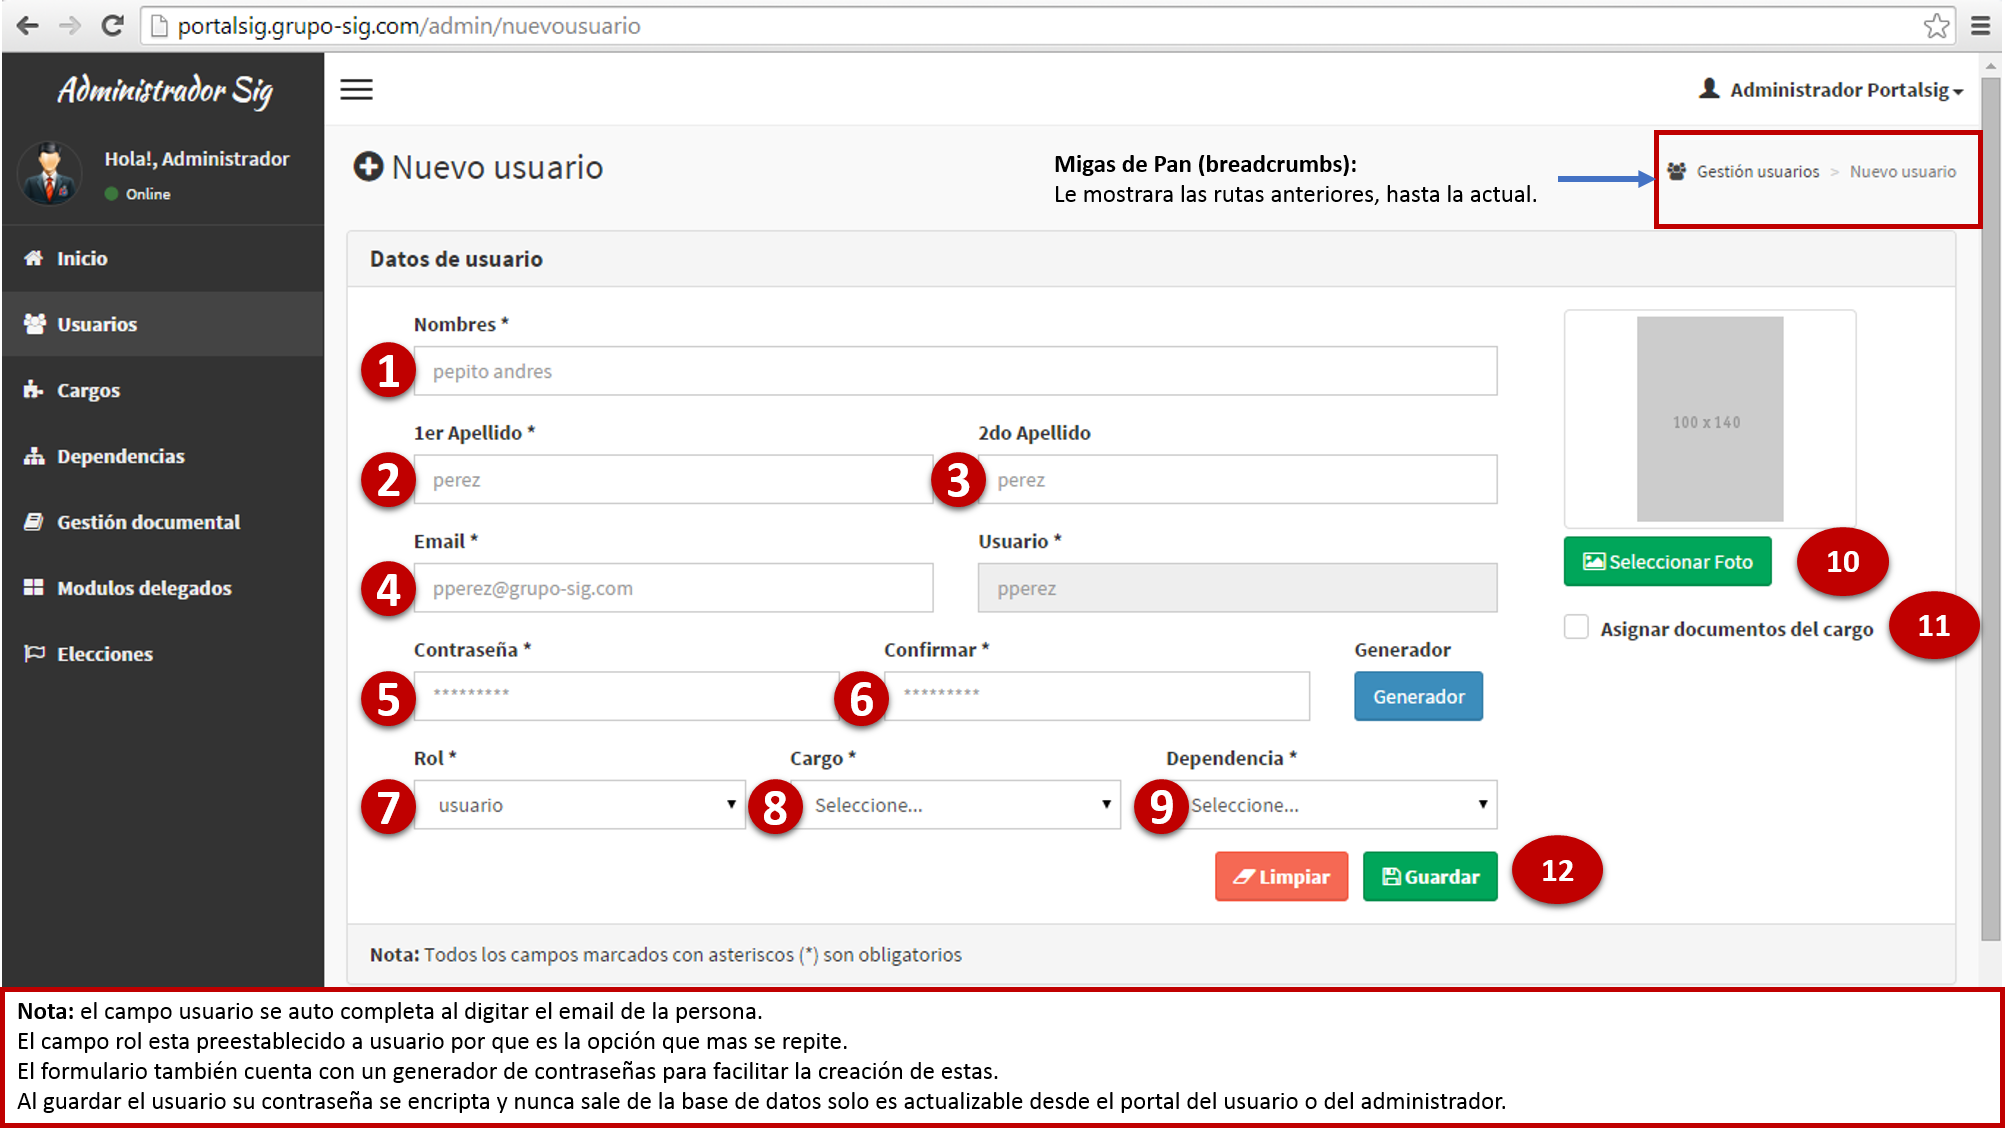 portalsig.grupo-sig.com/admin/nuevousuario
Administrador Sig
Administrador Portalsig
Hola!, Administrador
Online
Nuevo usuario
Migas de Pan (breadcrumbs):
Le mostrara las rutas anteriores, hasta la actual.
Gestión usuarios > Nuevo usuario
Inicio
Usuarios
Cargos
Dependencias
Gestión documental
Modulos delegados
Elecciones
Datos de usuario
Nombres *
1 pepito andres
1er Apellido * 2do Apellido
2 perez 3 perez
Email * Usuario *
4 pperez@grupo-sig.com pperez
Contraseña * Confirmar * Generador
5 ********* 6 ********* Generador
Rol * Cargo * Dependencia *
7 usuario 8 Seleccione... 9 Seleccione...
100 x 140
Seleccionar Foto 10
Asignar documentos del cargo 11
Limpiar Guardar 12
Nota: Todos los campos marcados con asteriscos (*) son obligatorios
Nota: el campo usuario se auto completa al digitar el email de la persona.
El campo rol esta preestablecido a usuario por que es la opción que mas se repite.
El formulario también cuenta con un generador de contraseñas para facilitar la creación de estas.
Al guardar el usuario su contraseña se encripta y nunca sale de la base de datos solo es actualizable desde el portal del usuario o del administrador.